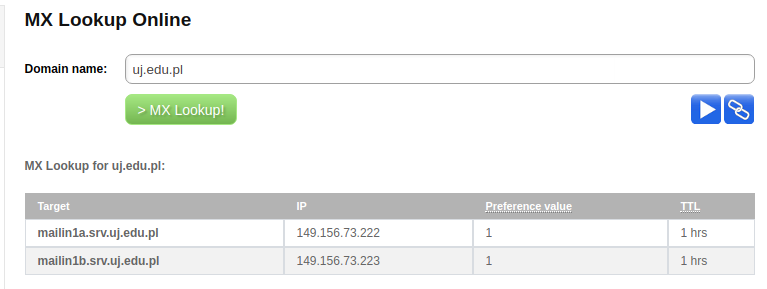 MX Lookup Online
Domain name: uj.edu.pl
> MX Lookup!
MX Lookup for uj.edu.pl:
Target IP Preference value TTL
mailin1a.srv.uj.edu.pl 149.156.73.222 1 1 hrs
mailin1b.srv.uj.edu.pl 149.156.73.223 1 1 hrs